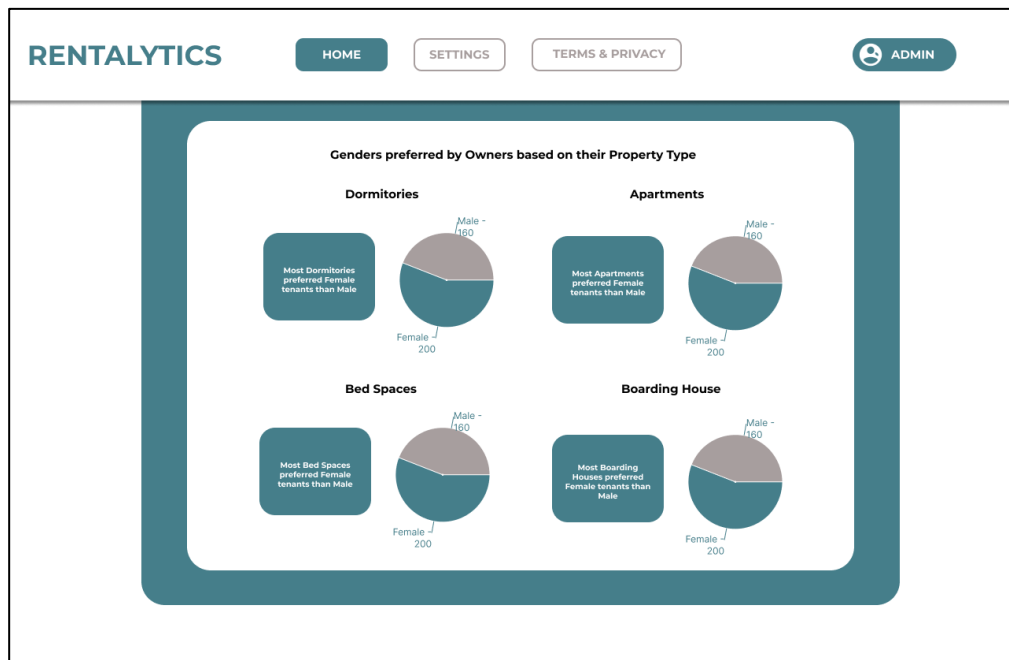 RENTALYTICS
HOME
SETTINGS
TERMS & PRIVACY
ADMIN
Genders preferred by Owners based on their Property Type
Dormitories
Most Dormitories
preferred Female
tenants than Male
Male -
160
Female -
200
Apartments
Most Apartments
preferred Female
tenants than Male
Male -
160
Female -
200
Bed Spaces
Most Bed Spaces
preferred Female
tenants than Male
Male -
160
Female -
200
Boarding House
Most Boarding
Houses preferred
Female tenants than
Male
Male -
160
Female -
200